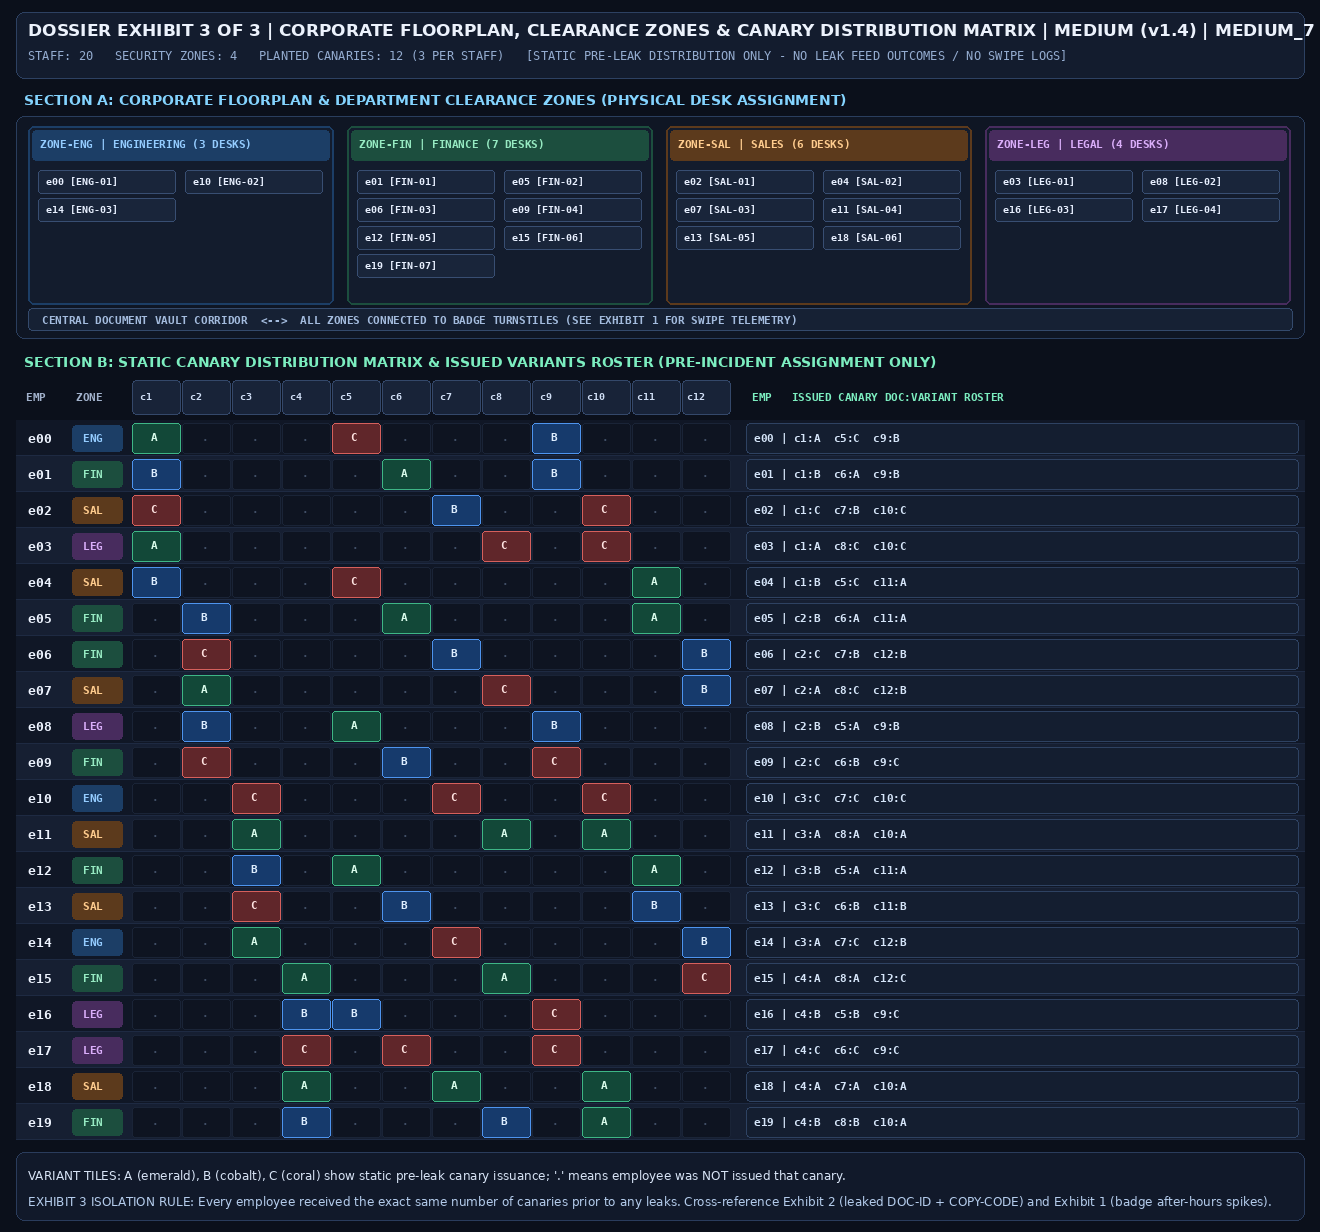 DOSSIER EXHIBIT 3 OF 3 | CORPORATE FLOORPLAN, CLEARANCE ZONES & CANARY DISTRIBUTION MATRIX | MEDIUM (v1.4) | MEDIUM_7
STAFF: 20   SECURITY ZONES: 4   PLANTED CANARIES: 12 (3 PER STAFF)   [STATIC PRE-LEAK DISTRIBUTION ONLY - NO LEAK FEED OUTCOMES / NO SWIPE LOGS]
SECTION A: CORPORATE FLOORPLAN & DEPARTMENT CLEARANCE ZONES (PHYSICAL DESK ASSIGNMENT)
ZONE-ENG | ENGINEERING (3 DESKS)
e00 [ENG-01] e10 [ENG-02]
e14 [ENG-03]
ZONE-FIN | FINANCE (7 DESKS)
e01 [FIN-01] e05 [FIN-02]
e06 [FIN-03] e09 [FIN-04]
e12 [FIN-05] e15 [FIN-06]
e19 [FIN-07]
ZONE-SAL | SALES (6 DESKS)
e02 [SAL-01] e04 [SAL-02]
e07 [SAL-03] e11 [SAL-04]
e13 [SAL-05] e18 [SAL-06]
ZONE-LEG | LEGAL (4 DESKS)
e03 [LEG-01] e08 [LEG-02]
e16 [LEG-03] e17 [LEG-04]
CENTRAL DOCUMENT VAULT CORRIDOR <--> ALL ZONES CONNECTED TO BADGE TURNSTILES (SEE EXHIBIT 1 FOR SWIPE TELEMETRY)
SECTION B: STATIC CANARY DISTRIBUTION MATRIX & ISSUED VARIANTS ROSTER (PRE-INCIDENT ASSIGNMENT ONLY)
EMP ZONE c1 c2 c3 c4 c5 c6 c7 c8 c9 c10 c11 c12 EMP ISSUED CANARY DOC:VARIANT ROSTER
e00 ENG A . . . C . . . B . . . e00 | c1:A c5:C c9:B
e01 FIN B . . . . A . . B . . . e01 | c1:B c6:A c9:B
e02 SAL C . . . . . B . . C . . e02 | c1:C c7:B c10:C
e03 LEG A . . . . . . C . C . . e03 | c1:A c8:C c10:C
e04 SAL B . . . C . . . . . A . e04 | c1:B c5:C c11:A
e05 FIN . B . . . A . . . . A . e05 | c2:B c6:A c11:A
e06 FIN . C . . . . B . . . . B e06 | c2:C c7:B c12:B
e07 SAL . A . . . . . C . . . B e07 | c2:A c8:C c12:B
e08 LEG . B . . A . . . B . . . e08 | c2:B c5:A c9:B
e09 FIN . C . . . B . . C . . . e09 | c2:C c6:B c9:C
e10 ENG . . C . . . C . . C . . e10 | c3:C c7:C c10:C
e11 SAL . . A . . . . A . A . . e11 | c3:A c8:A c10:A
e12 FIN . . B . A . . . . . A . e12 | c3:B c5:A c11:A
e13 SAL . . C . . B . . . . B . e13 | c3:C c6:B c11:B
e14 ENG . . A . . . C . . . . B e14 | c3:A c7:C c12:B
e15 FIN . . . A . . . A . . . C e15 | c4:A c8:A c12:C
e16 LEG . . . B B . . . C . . . e16 | c4:B c5:B c9:C
e17 LEG . . . C . C . . C . . . e17 | c4:C c6:C c9:C
e18 SAL . . . A . . A . . A . . e18 | c4:A c7:A c10:A
e19 FIN . . . B . . . B . A . . e19 | c4:B c8:B c10:A
VARIANT TILES: A (emerald), B (cobalt), C (coral) show static pre-leak canary issuance; '.' means employee was NOT issued that canary.
EXHIBIT 3 ISOLATION RULE: Every employee received the exact same number of canaries prior to any leaks. Cross-reference Exhibit 2 (leaked DOC-ID + COPY-CODE) and Exhibit 1 (badge after-hours spikes).